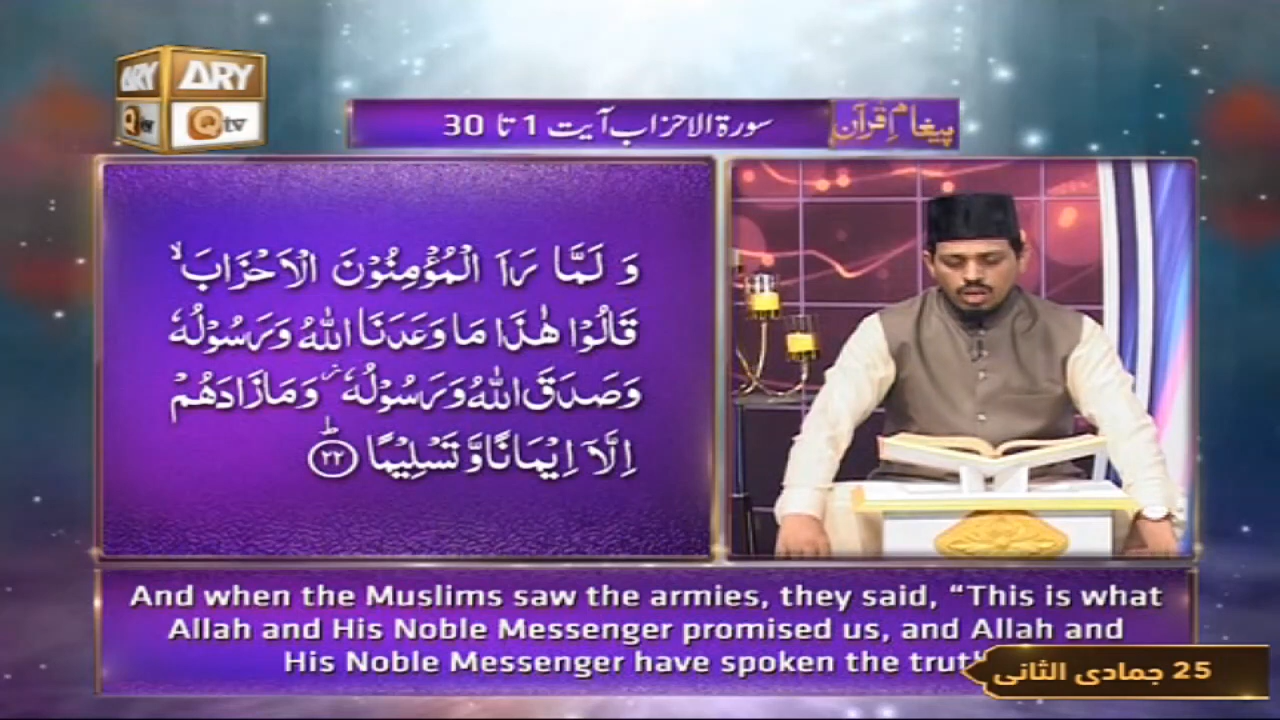 ARY
ARY
Q tv
Qtv
سورۃ الاحزاب آیت 1 تا 30
پیغامِ قرآن
وَ لَمَّا رَاَ الْمُؤْمِنُوْنَ الْاَحْزَابَۙ
قَالُوْا هٰذَا مَا وَعَدَنَا اللّٰهُ وَرَسُوْلُهٗ
وَصَدَقَ اللّٰهُ وَرَسُوْلُهٗ٘ وَمَا زَادَهُمْ
اِلَّاۤ اِیْمَانًا وَّ تَسْلِیْمًاؕ۝۲۲
And when the Muslims saw the armies, they said, “This is what
Allah and His Noble Messenger promised us, and Allah and
His Noble Messenger have spoken the
25 جمادی الثانی